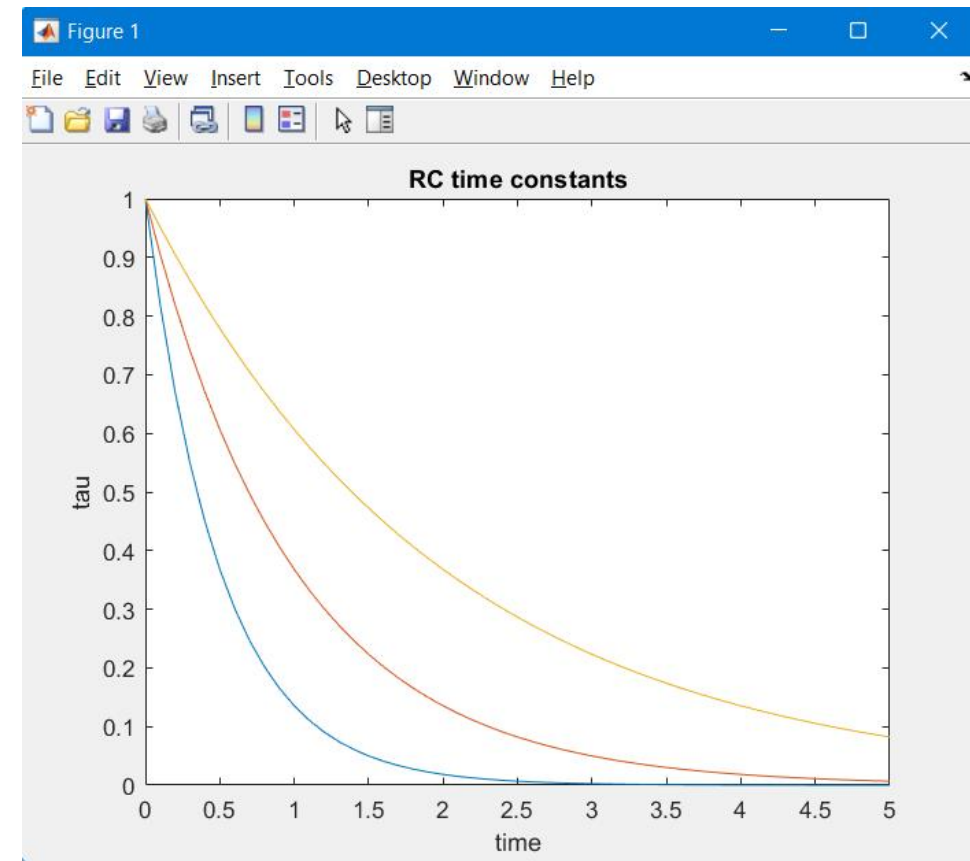 Figure 1
File Edit View Insert Tools Desktop Window Help
RC time constants
1
0.9
0.8
0.7
0.6
0.5
0.4
0.3
0.2
0.1
0
tau
0 0.5 1 1.5 2 2.5 3 3.5 4 4.5 5
time